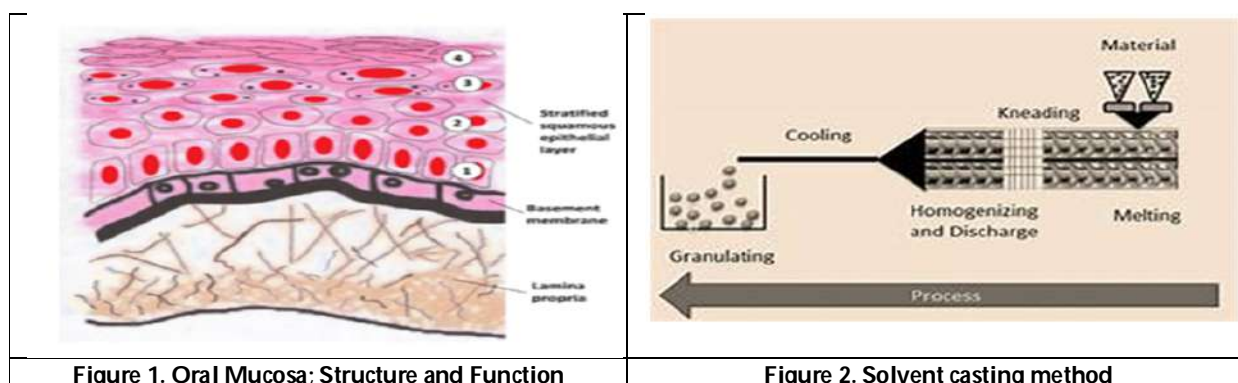 4
3
Stratified
squamous
epithelial
layer
2
1
Basement
membrane
Lamina
propria
Figure 1. Oral Mucosa: Structure and Function
Material
Kneading
Cooling
Homogenizing
and Discharge
Melting
Granulating
Process
Figure 2. Solvent casting method